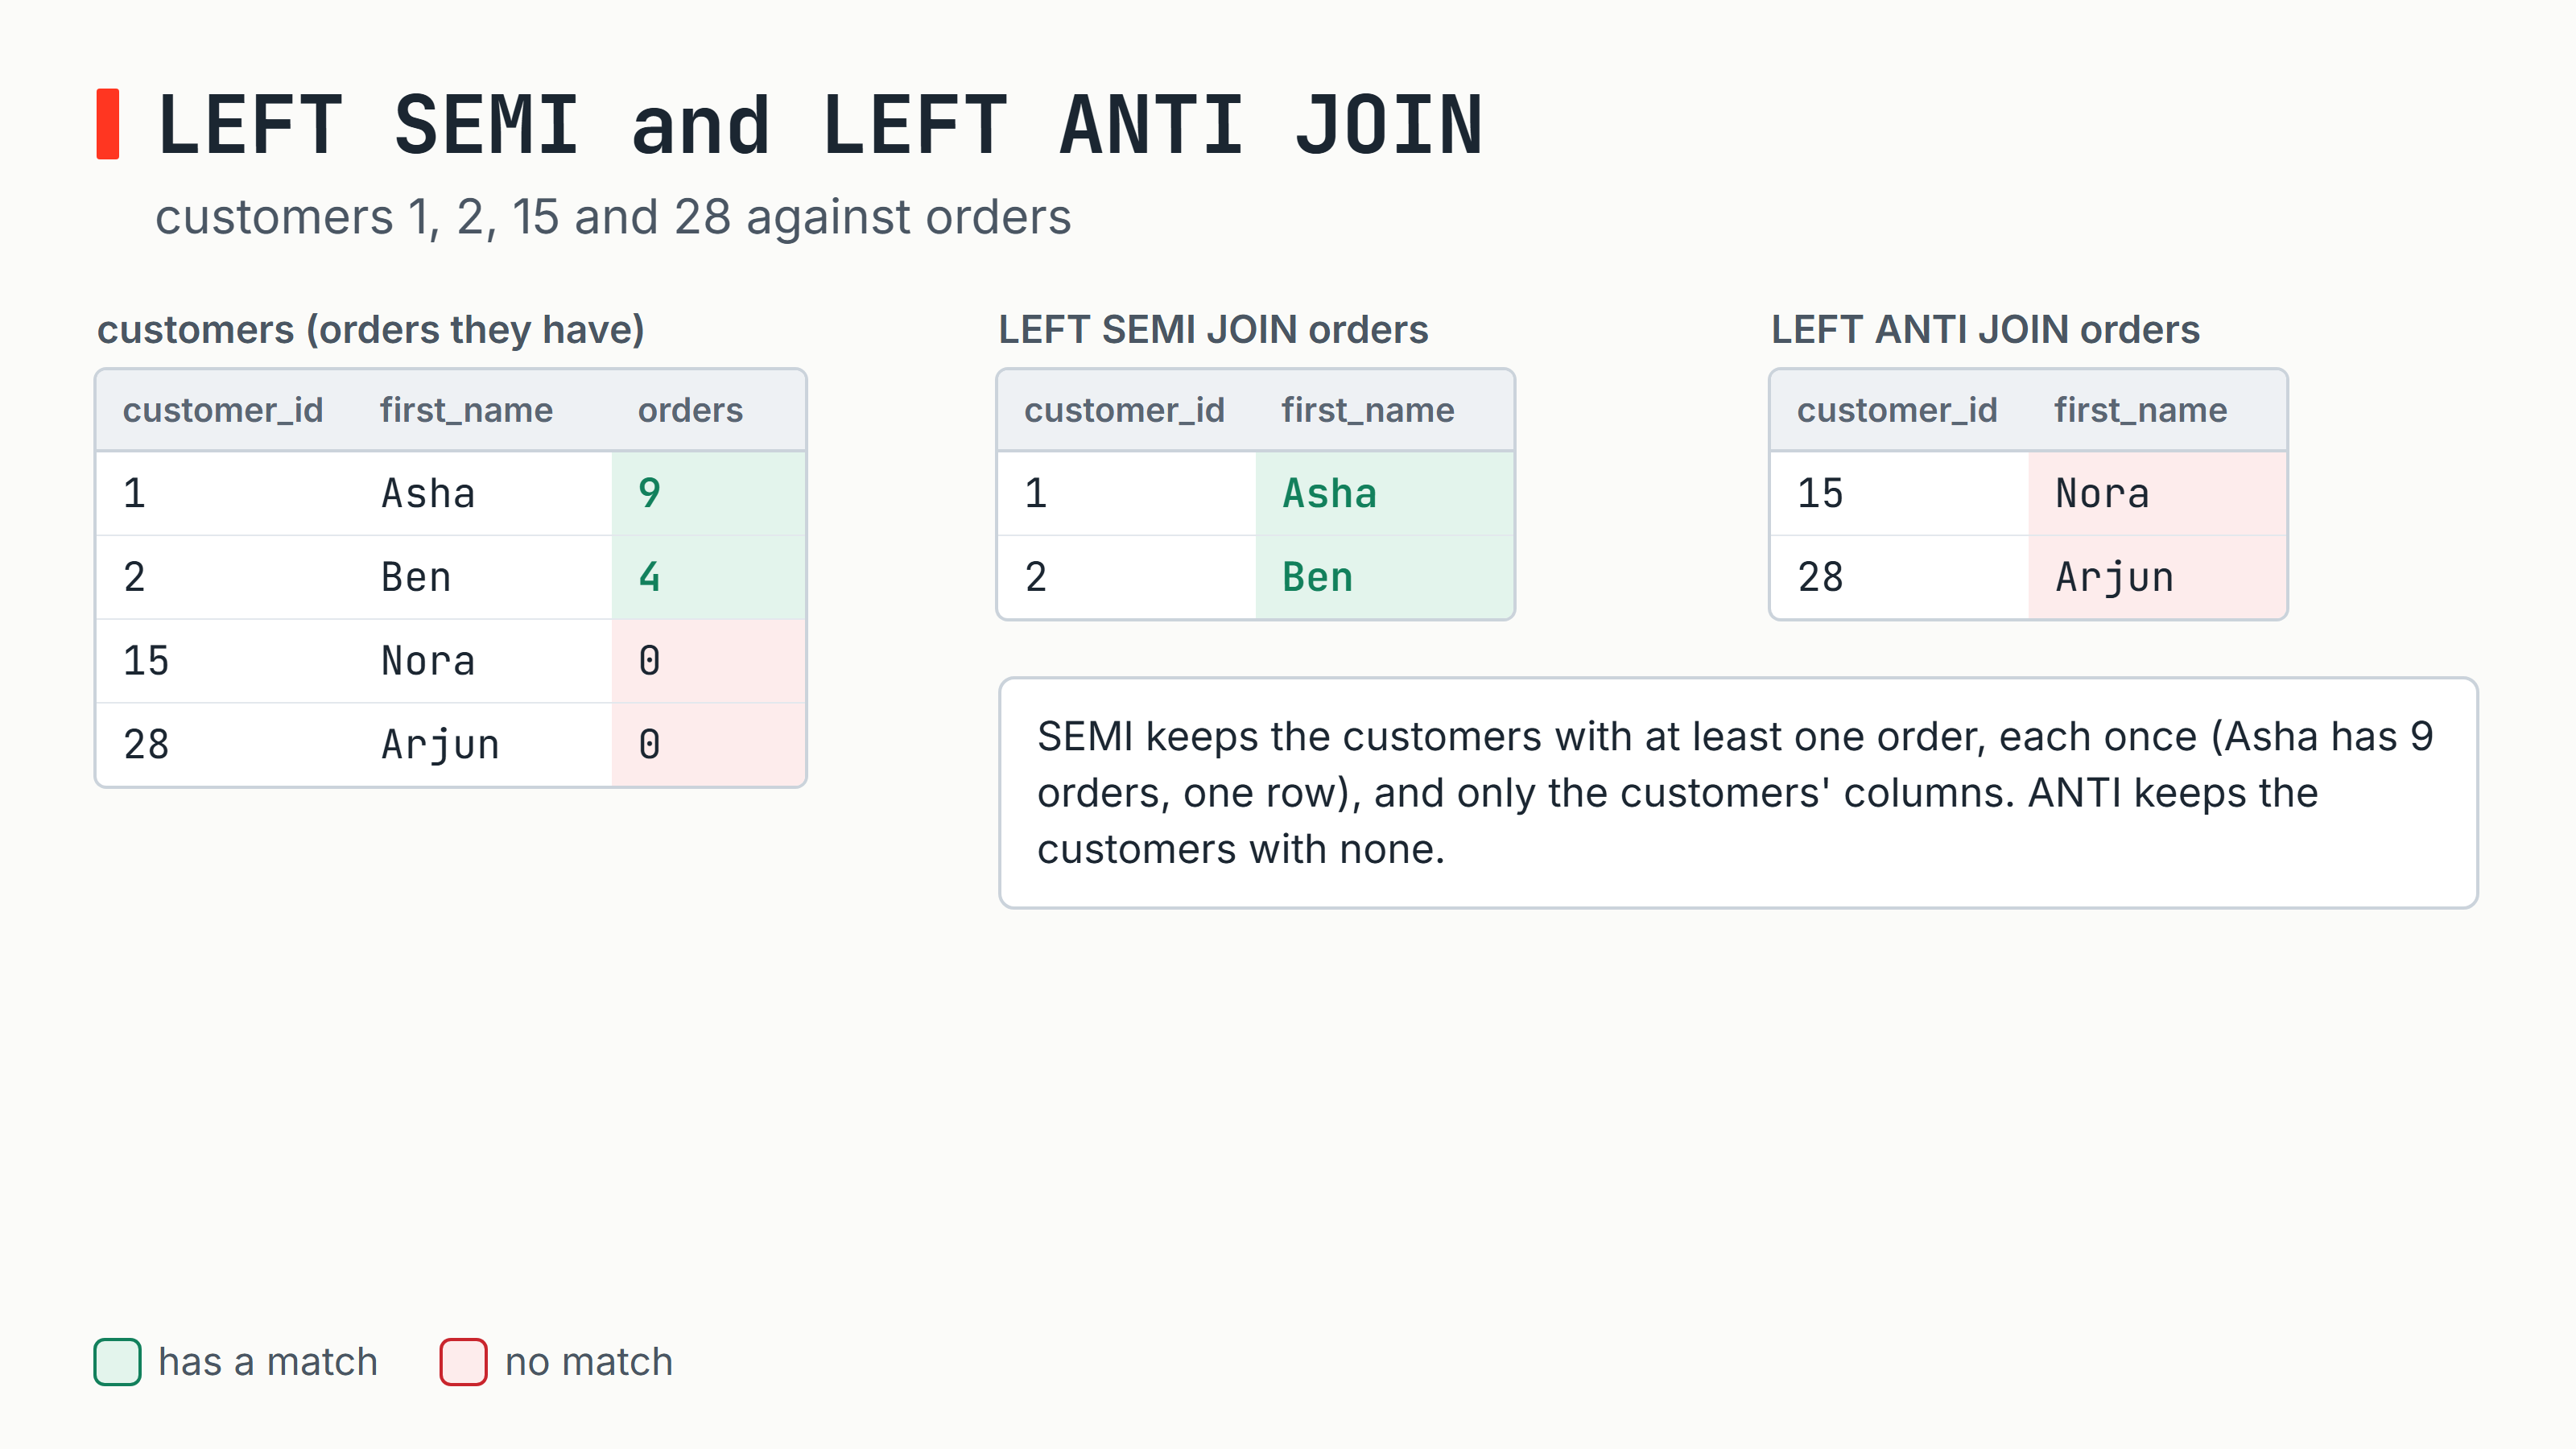 LEFT SEMI and LEFT ANTI JOIN
customers 1, 2, 15 and 28 against orders
customers (orders they have)
customer_id first_name orders
1 Asha 9
2 Ben 4
15 Nora 0
28 Arjun 0
LEFT SEMI JOIN orders
customer_id first_name
1 Asha
2 Ben
LEFT ANTI JOIN orders
customer_id first_name
15 Nora
28 Arjun
SEMI keeps the customers with at least one order, each once (Asha has 9
orders, one row), and only the customers' columns. ANTI keeps the
customers with none.
has a match
no match